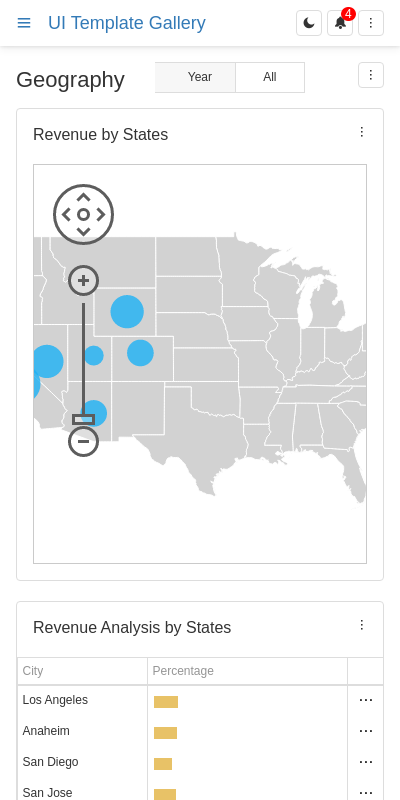 UI Template Gallery
4
Geography
Year
All
Revenue by States
Revenue Analysis by States
City
Percentage
Los Angeles
Anaheim
San Diego
San Jose